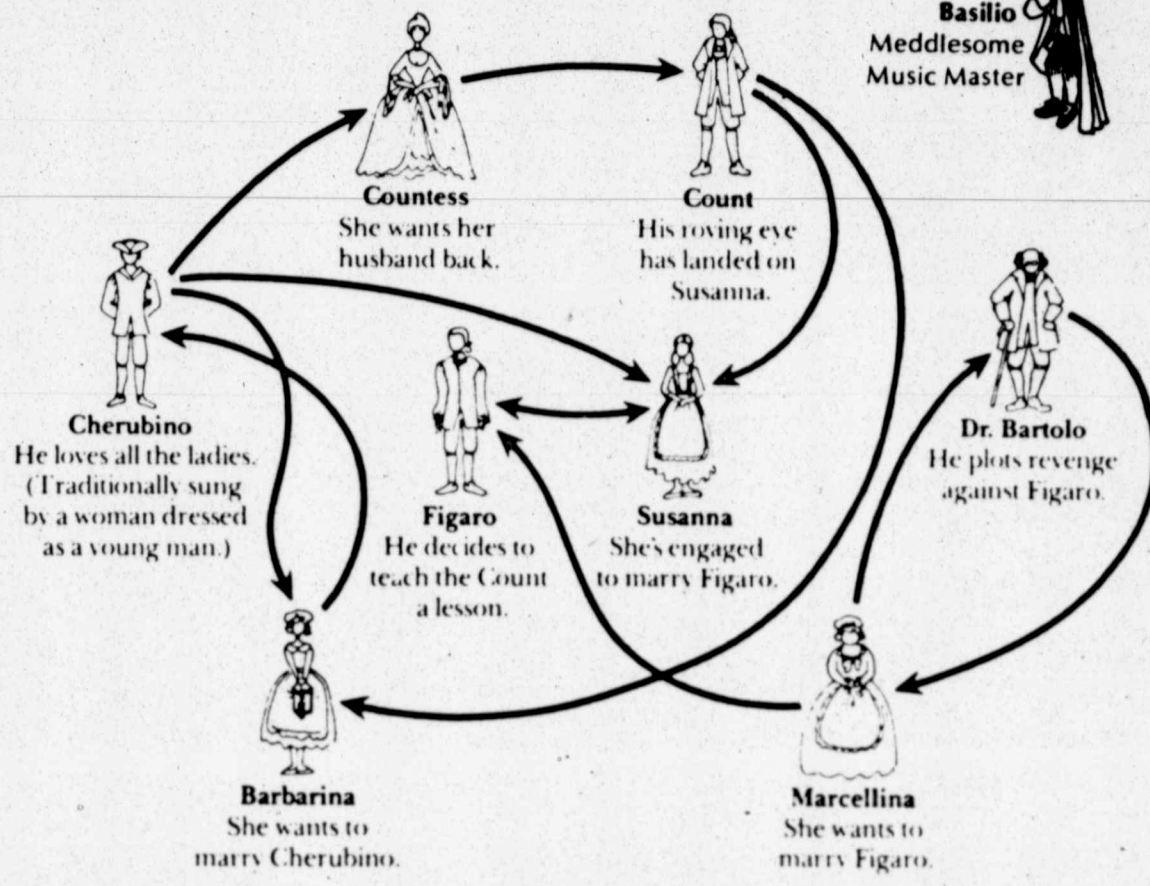 Basilio
Meddlesome
Music Master
Countess
She wants her
husband back.
Count
His roving eye
has landed on
Susanna.
Cherubino
He loves all the ladies.
(Traditionally sung
by a woman dressed
as a young man.)
Figaro
He decides to
teach the Count
a lesson.
Susanna
She's engaged
to marry Figaro.
Dr. Bartolo
He plots revenge
against Figaro.
Barbarina
She wants to
marry Cherubino.
Marcellina
She wants to
marry Figaro.